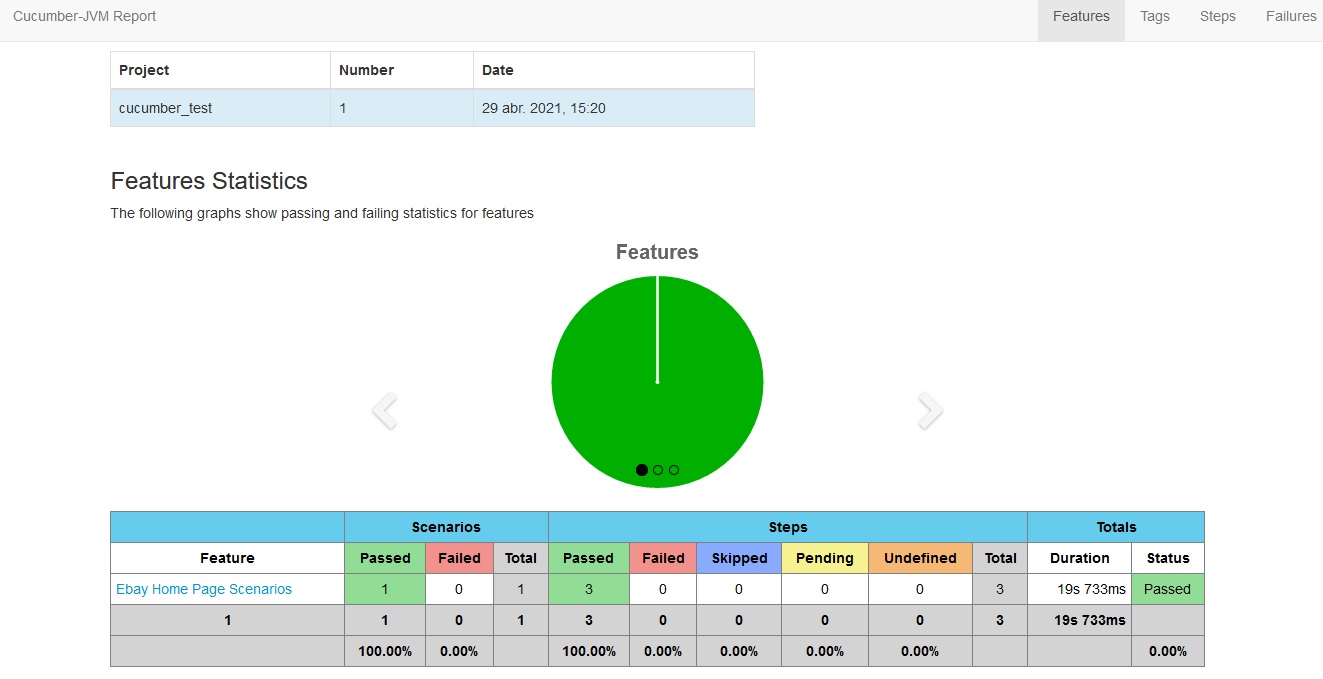 Cucumber-JVM Report Features Tags Steps Failures
Project Number Date
cucumber_test 1 29 abr. 2021, 15:20
Features Statistics
The following graphs show passing and failing statistics for features
Features
Scenarios Steps Totals
Feature Passed Failed Total Passed Failed Skipped Pending Undefined Total Duration Status
Ebay Home Page Scenarios 1 0 1 3 0 0 0 0 3 19s 733ms Passed
1 1 0 1 3 0 0 0 0 3 19s 733ms
100.00% 0.00% 100.00% 0.00% 0.00% 0.00% 0.00% 0.00%